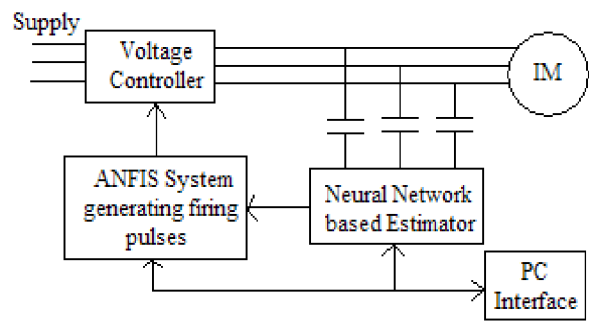 Supply
Voltage
Controller
IM
ANFIS System
generating firing
pulses
Neural Network
based Estimator
PC
Interface